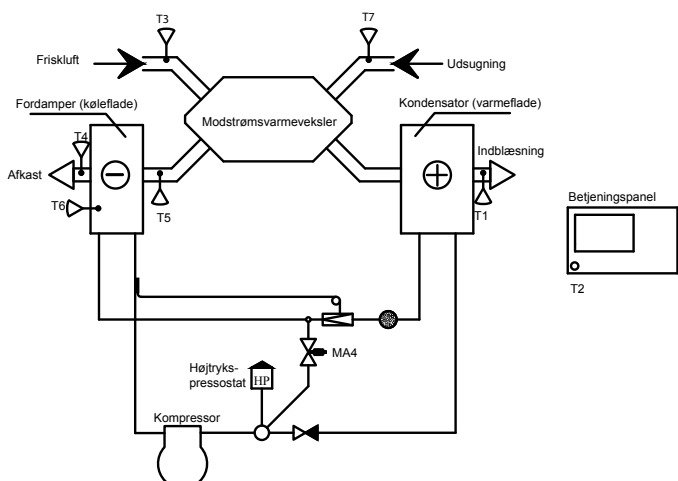 T3
T7
Friskluft
Udsugning
Fordamper (køleflade)
Kondensator (varmeflade)
Modstrømsvarmeveksler
T4
Indblæsning
Afkast
Betjeningspanel
T6
T5
T1
T2
MA4
Højtryks-
pressostat
HP
Kompressor